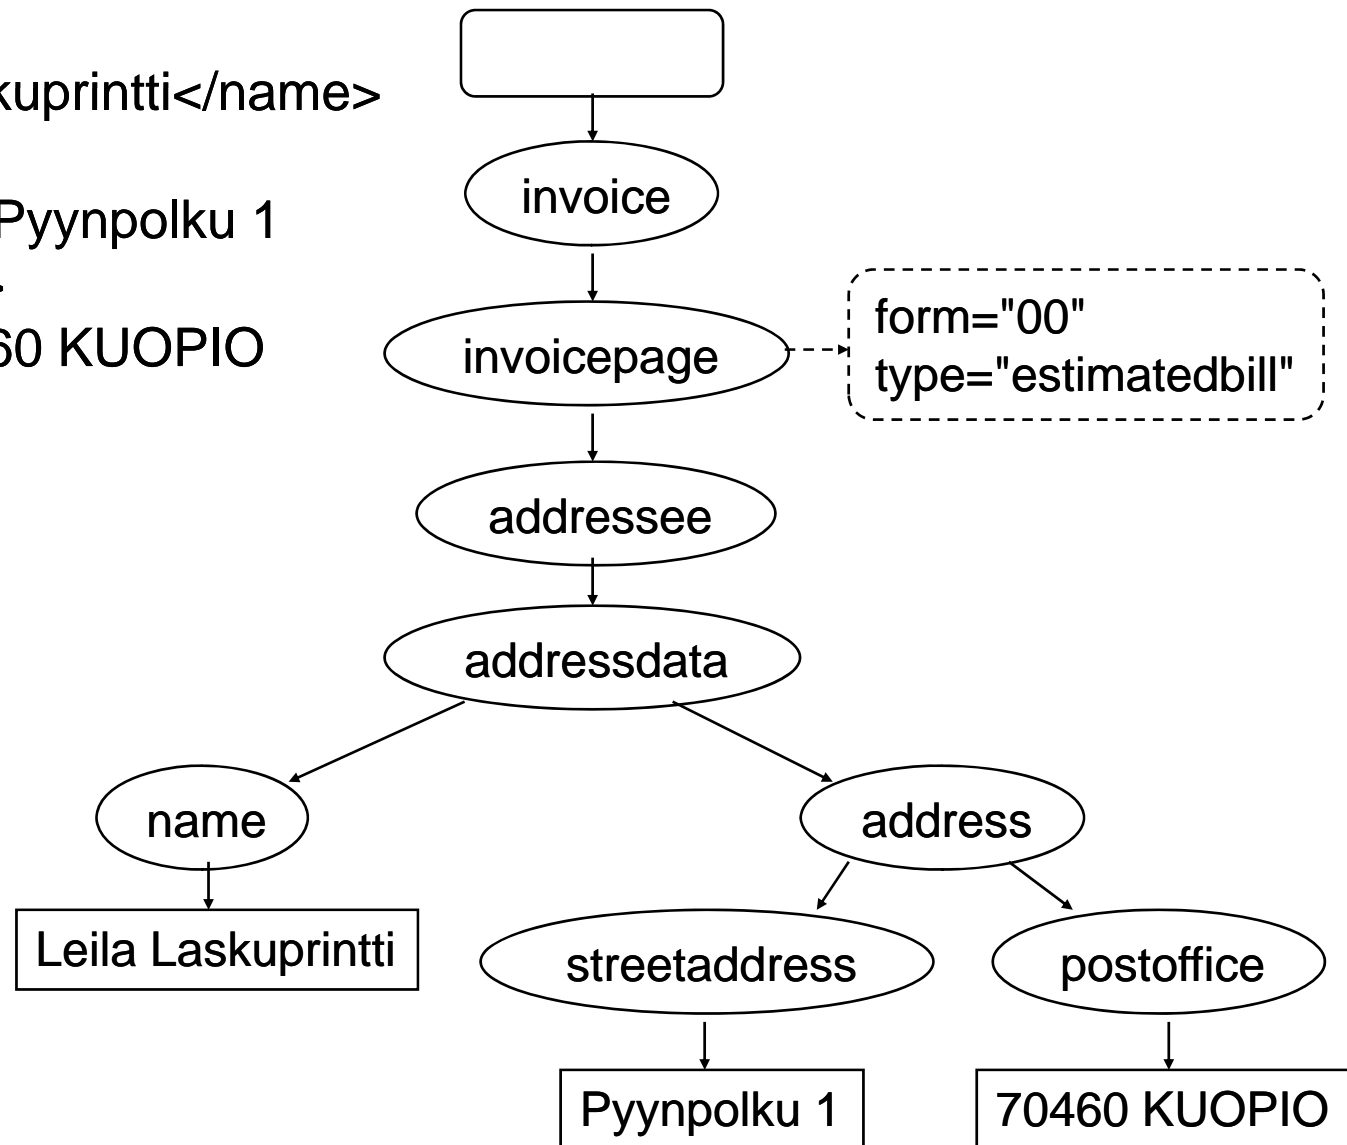 kuprintti</name>
Pyynpolku 1
60 KUOPIO
invoice
form="00"
type="estimatedbill"
invoicepage
addressee
addressdata
name
address
Leila Laskuprintti
streetaddress
postoffice
Pyynpolku 1
70460 KUOPIO